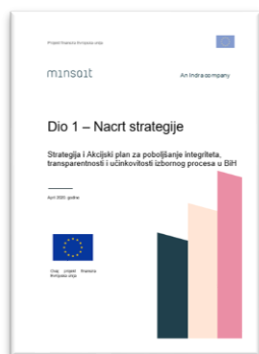 Projekat finansira Evropska unija
minsait
An Indra company
Dio 1 – Nacrt strategije
Strategija i Akcijski plan za poboljšanje integriteta,
transparentnosti i učinkovitosti izbornog procesa u BiH
April 2020. godine
Ovaj projekt finansira
Evropska unija